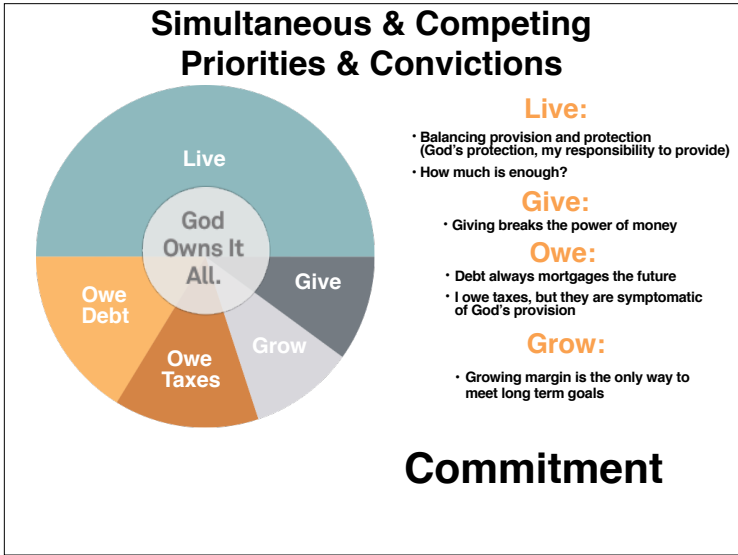 Simultaneous & Competing
Priorities & Convictions
Live
God
Owns It
All.
Give
Owe
Debt
Grow
Owe
Taxes
Live:
• Balancing provision and protection
(God's protection, my responsibility to provide)
• How much is enough?
Give:
• Giving breaks the power of money
Owe:
• Debt always mortgages the future
• I owe taxes, but they are symptomatic
of God's provision
Grow:
• Growing margin is the only way to
meet long term goals
Commitment